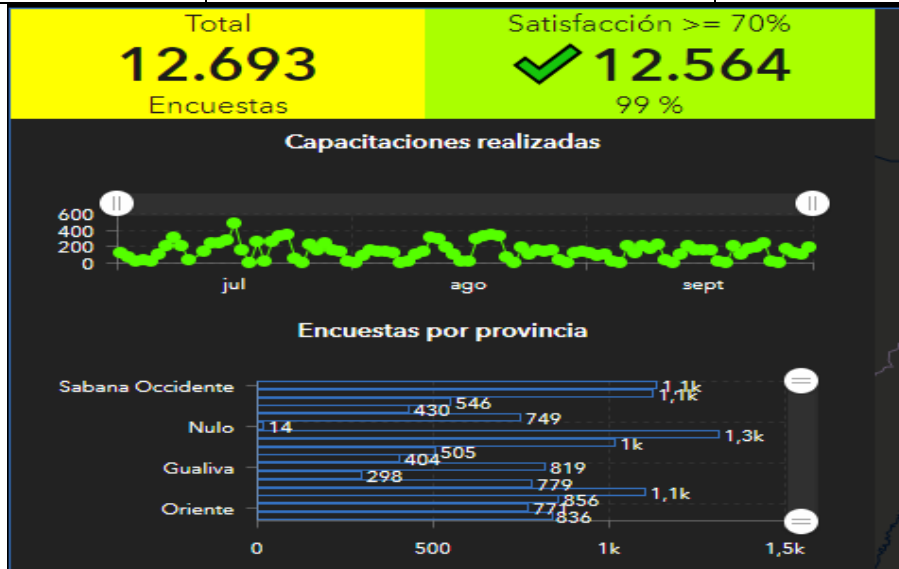 Total
12.693
Encuestas
Satisfacción >= 70%
12.564
99 %
Capacitaciones realizadas
600
400
200
0
jul ago sept
Encuestas por provincia
Sabana Occidente 1,1k
1,1k
546
430
749
Nulo 14
1,3k
1k
505
404
Gualiva 819
298
779
1,1k
856
Oriente 771
836
0 500 1k 1,5k